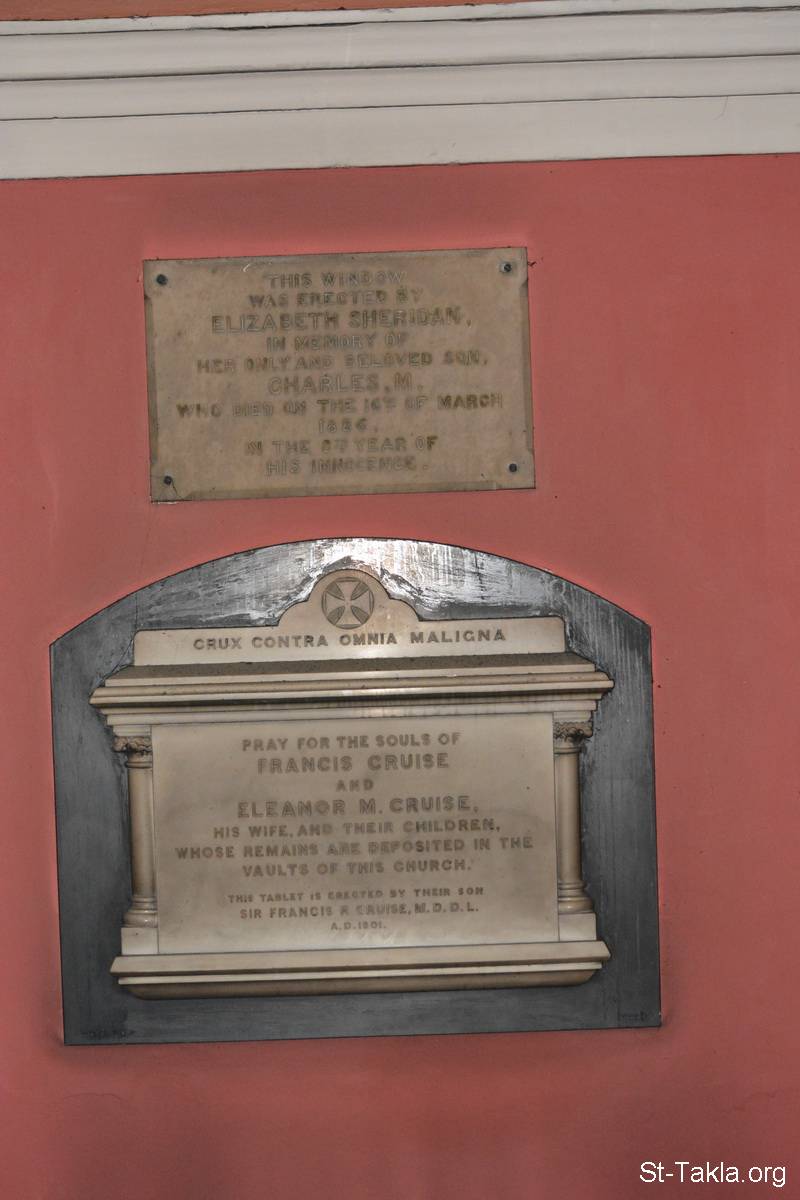 THIS WINDOW
WAS ERECTED BY
ELIZABETH SHERIDAN,
IN MEMORY OF
HER ONLY AND BELOVED SON,
CHARLES. M.
WHO DIED ON THE OF MARCH
1886.
IN THE YEAR OF
HIS INNOCENCE.
CRUX CONTRA OMNIA MALIGNA
PRAY FOR THE SOULS OF
FRANCIS CRUISE
AND
ELEANOR M. CRUISE,
HIS WIFE, AND THEIR CHILDREN,
WHOSE REMAINS ARE DEPOSITED IN THE
VAULTS OF THIS CHURCH.
THIS TABLET IS ERECTED BY THEIR SON
SIR FRANCIS R. CRUISE, M.D. D.L.
A.D. 1901.
St-Takla.org